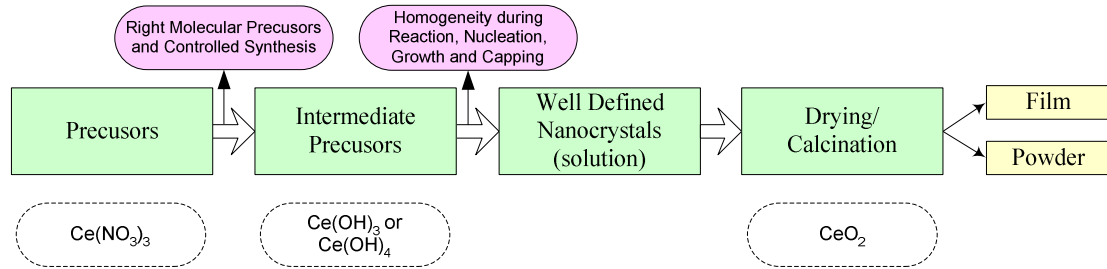 Right Molecular Precusors
and Controlled Synthesis
Homogeneity during
Reaction, Nucleation,
Growth and Capping
Precusors
Intermediate
Precusors
Well Defined
Nanocrystals
(solution)
Drying/
Calcination
Film
Powder
Ce(NO₃)₃
Ce(OH)₃ or
Ce(OH)₄
CeO₂